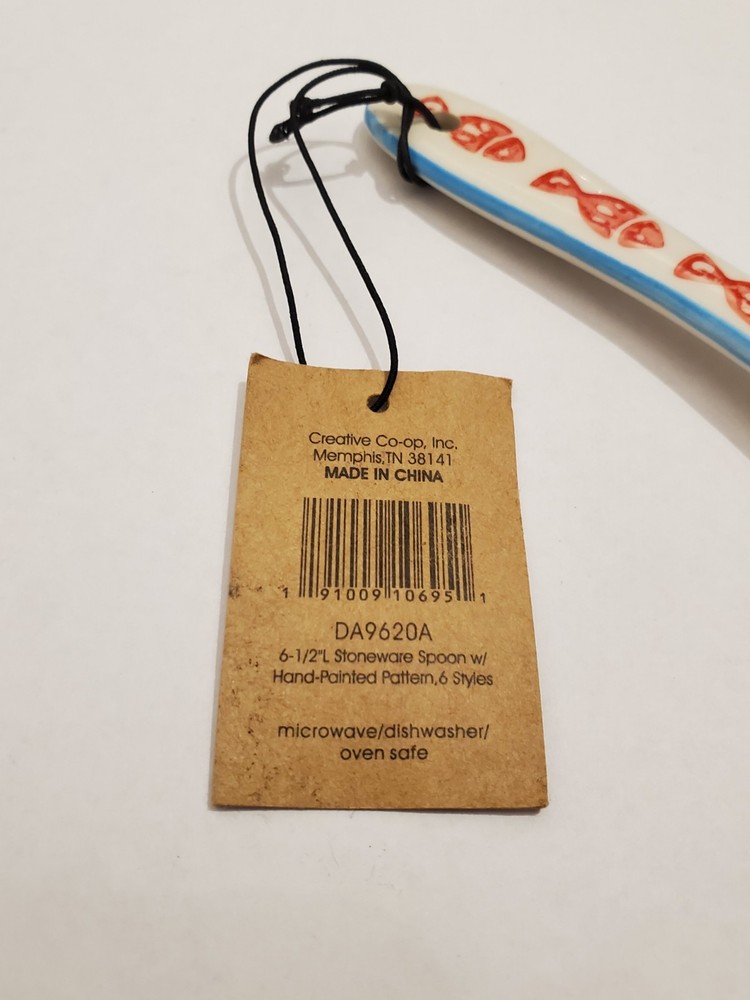 Creative Co-op, Inc.
Memphis,TN 38141
MADE IN CHINA
1 91009 10695 1
DA9620A
6-1/2"L Stoneware Spoon w/
Hand-Painted Pattern,6 Styles
microwave/dishwasher/
oven safe